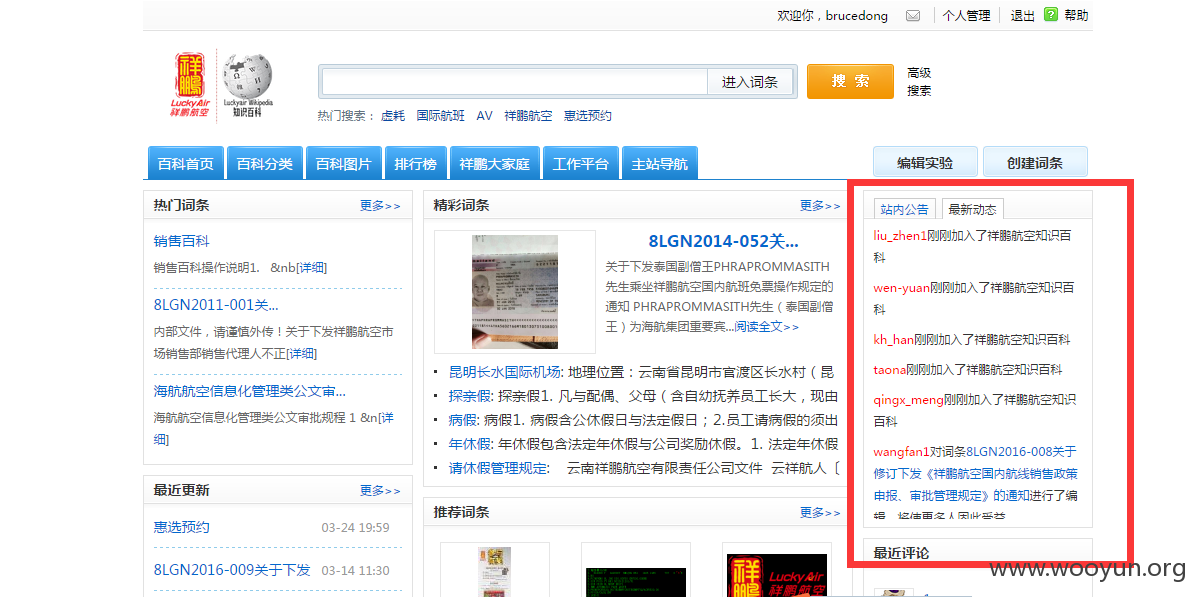 欢迎你，brucedong 个人管理 退出 帮助
祥鹏
LuckyAir
祥鹏航空
Luckyair Wikipedia
知识百科
进入词条
搜 索
高级
搜索
热门搜索： 虚耗 国际航班 AV 祥鹏航空 惠选预约
百科首页 百科分类 百科图片 排行榜 祥鹏大家庭 工作平台 主站导航 编辑实验 创建词条
热门词条 更多>>
销售百科
销售百科操作说明1. &nb[详细]
8LGN2011-001关...
内部文件，请谨慎外传！关于下发祥鹏航空市
场销售部销售代理人不正[详细]
海航航空信息化管理类公文审...
海航航空信息化管理类公文审批规程 1 &n[详
细]
最近更新 更多>>
惠选预约 03-24 19:59
8LGN2016-009关于下发 03-14 11:30
精彩词条 更多>>
8LGN2014-052关...
关于下发泰国副僧王PHRAPROMMASITH
先生乘坐祥鹏航空国内航班免票操作规定的
通知 PHRAPROMMASITH先生（泰国副僧
王）为海航集团重要宾...阅读全文>>
昆明长水国际机场: 地理位置：云南省昆明市官渡区长水村（昆
探亲假: 探亲假1. 凡与配偶、父母（含自幼抚养员工长大，现由
病假: 病假1. 病假含公休假日与法定假日；2.员工请病假的须出
年休假: 年休假包含法定年休假与公司奖励休假。1. 法定年休假
请休假管理规定: 云南祥鹏航空有限责任公司文件 云祥航人〔
推荐词条 更多>>
祥鹏
LuckyAir
祥鹏航空
站内公告 最新动态
liu_zhen1刚刚加入了祥鹏航空知识百
科
wen-yuan刚刚加入了祥鹏航空知识百
科
kh_han刚刚加入了祥鹏航空知识百科
taona刚刚加入了祥鹏航空知识百科
qingx_meng刚刚加入了祥鹏航空知识
百科
wangfan1对词条8LGN2016-008关于
修订下发《祥鹏航空国内航线销售政策
申报、审批管理规定》的通知进行了编
辑，将使更多人因此受益
最近评论
www.wooyun.org